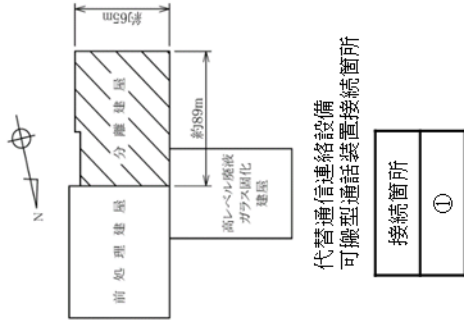 N
約65m
前処理建屋
分離建屋
約89m
高レベル廃液
ガラス固化
建屋
代替通信連絡設備
可搬型通話装置接続箇所
接続箇所
①